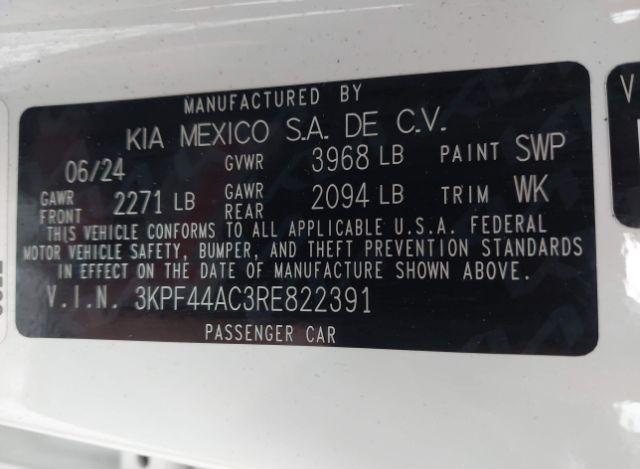 MANUFACTURED BY
KIA MEXICO S.A. DE C.V.
06/24 GVWR 3968 LB PAINT SWP
GAWR FRONT 2271 LB GAWR REAR 2094 LB TRIM WK
THIS VEHICLE CONFORMS TO ALL APPLICABLE U.S.A. FEDERAL
MOTOR VEHICLE SAFETY, BUMPER, AND THEFT PREVENTION STANDARDS
IN EFFECT ON THE DATE OF MANUFACTURE SHOWN ABOVE.
V.I.N. 3KPF44AC3RE822391
PASSENGER CAR